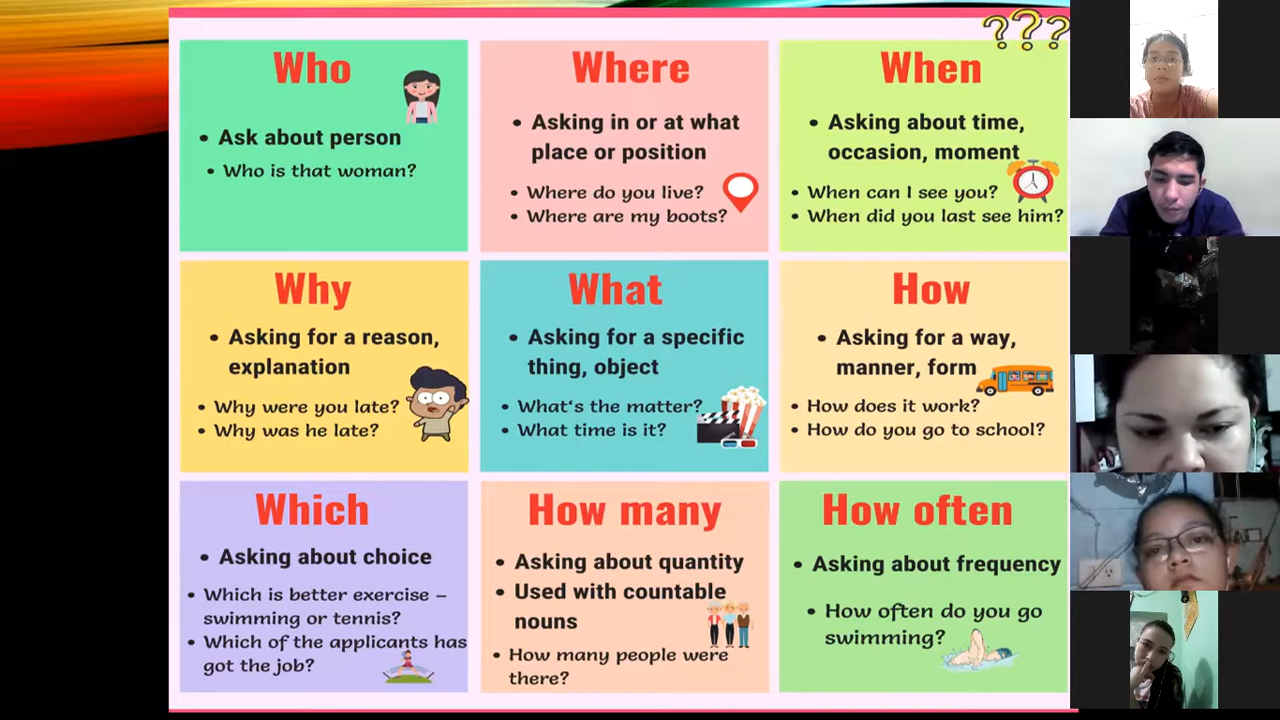 ???
Who
• Ask about person
• Who is that woman?
Where
• Asking in or at what
place or position
• Where do you live?
• Where are my boots?
When
• Asking about time,
occasion, moment
• When can I see you?
• When did you last see him?
Why
• Asking for a reason,
explanation
• Why were you late?
• Why was he late?
What
• Asking for a specific
thing, object
• What's the matter?
• What time is it?
How
• Asking for a way,
manner, form
• How does it work?
• How do you go to school?
Which
• Asking about choice
• Which is better exercise –
swimming or tennis?
• Which of the applicants has
got the job?
How many
• Asking about quantity
• Used with countable
nouns
• How many people were
there?
How often
• Asking about frequency
• How often do you go
swimming?